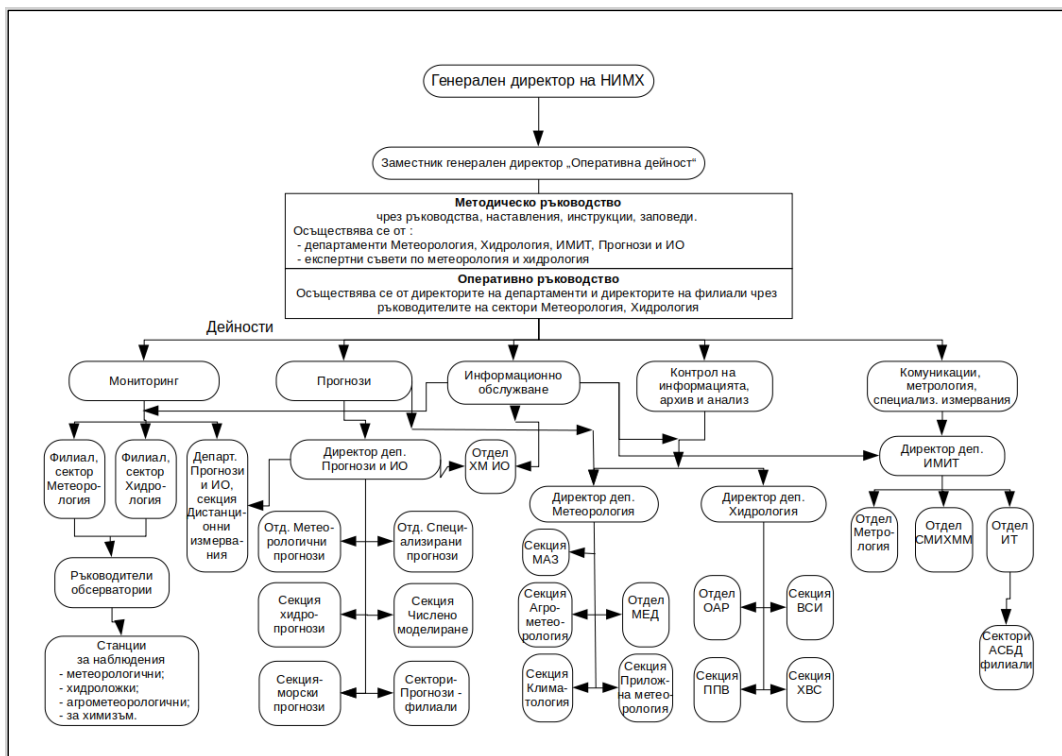 Генерален директор на НИМХ
Заместник генерален директор „Оперативна дейност“
Методическо ръководство
чрез ръководства, наставления, инструкции, заповеди.
Осъществява се от :
- департаменти Метеорология, Хидрология, ИМИТ, Прогнози и ИО
- експертни съвети по метеорология и хидрология
Оперативно ръководство
Осъществява се от директорите на департаменти и директорите на филиали чрез
ръководителите на сектори Метеорология, Хидрология
Дейности
Мониторинг
Прогнози
Информационно
обслужване
Контрол на
информацията,
архив и анализ
Комуникации,
метрология,
специализ. измервания
Филиал,
сектор
Метеоро-
логия
Филиал,
сектор
Хидро-
логия
Департ.
Прогнози
и ИО,
секция
Дистанци-
онни
измерва-
ния
Директор деп.
Прогнози и ИО
Отдел
ХМ ИО
Директор деп.
ИМИТ
Директор деп.
Метеорология
Директор деп.
Хидрология
Отдел
Метро-
логия
Отдел
СМИХММ
Отдел
ИТ
Отд. Метео-
рологични
прогнози
Отд. Специ-
ализирани
прогнози
Секция
МАЗ
Ръководители
обсерватории
Секция
хидро-
прогнози
Секция
Числено
моделиране
Секция
Агро-
метео-
рология
Отдел
МЕД
Отдел
ОАР
Секция
ВСИ
Сектори
АСБД
филиали
Станции
за наблюдения
- метеорологични;
- хидроложки;
- агрометеорологични;
- за химизъм.
Секция-
морски
прогнози
Сектори-
Прогнози -
филиали
Секция
Клима-
тология
Секция
Прилож-
на метео-
рология
Секция
ППВ
Секция
ХВС